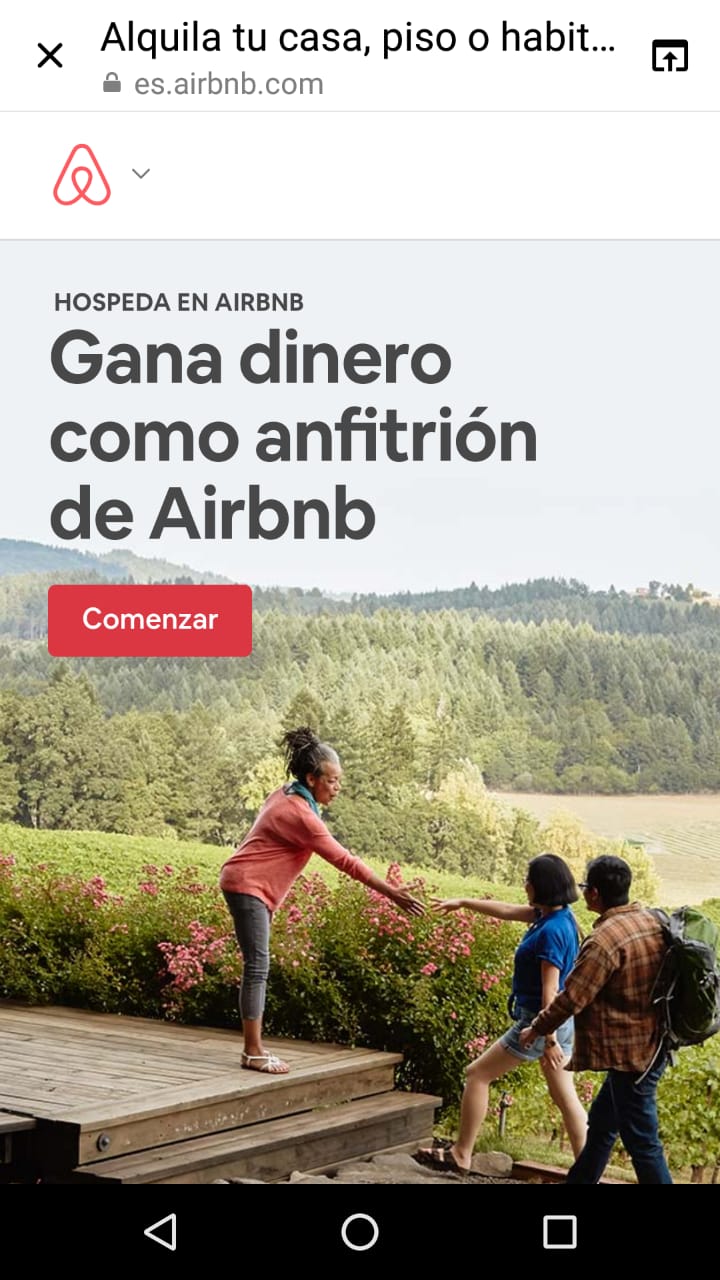 Alquila tu casa, piso o habit...
es.airbnb.com
HOSPEDA EN AIRBNB
Gana dinero
como anfitrión
de Airbnb
Comenzar